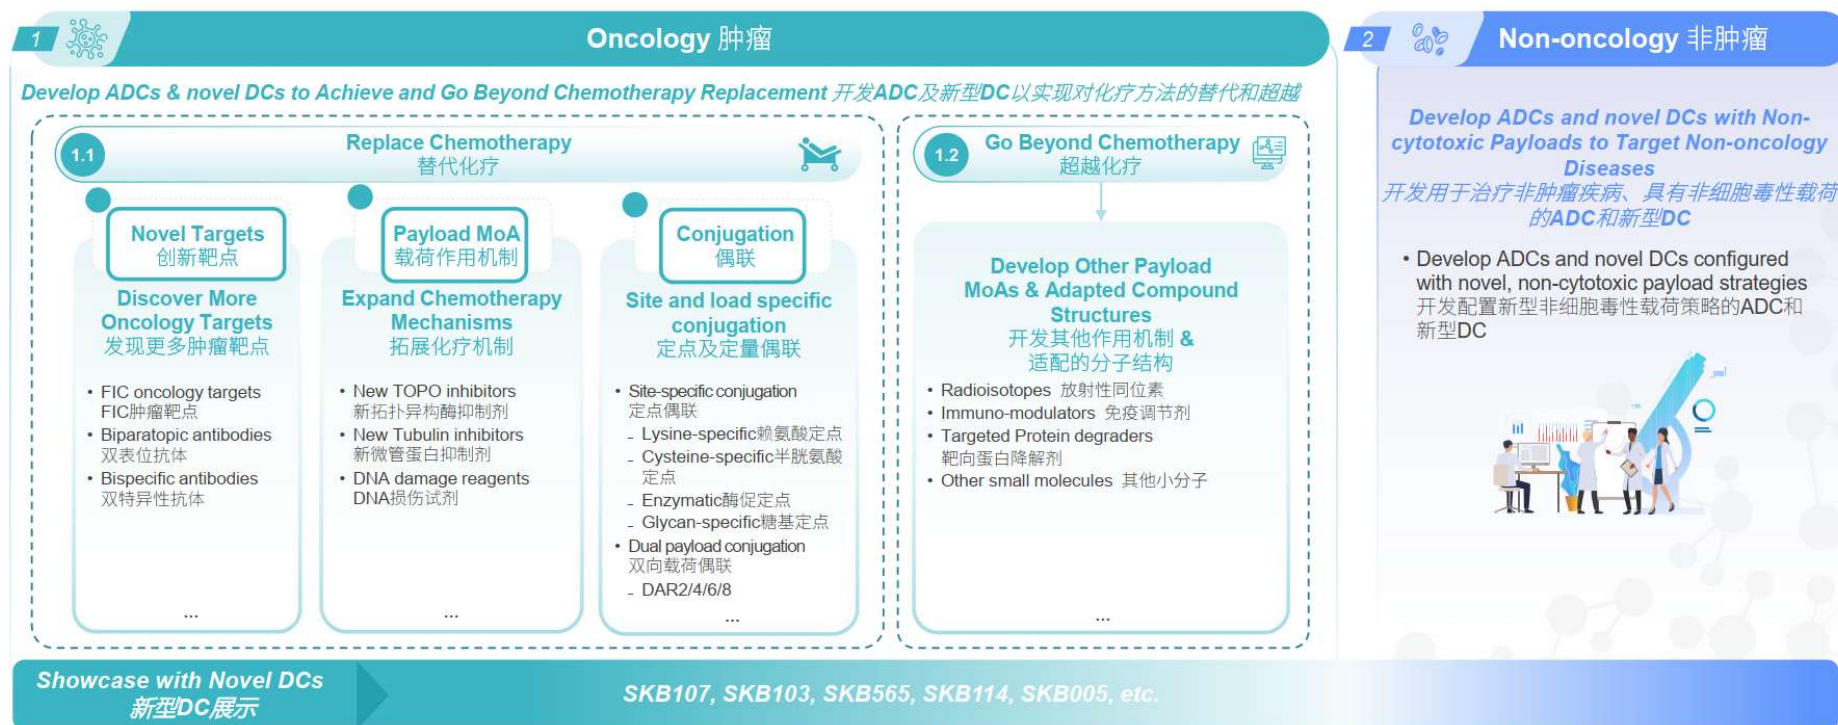 1
Oncology 肿瘤
Develop ADCs & novel DCs to Achieve and Go Beyond Chemotherapy Replacement 开发ADC及新型DC以实现对化疗方法的替代和超越
1.1
Replace Chemotherapy
替代化疗
Novel Targets
创新靶点
Discover More
Oncology Targets
发现更多肿瘤靶点
• FIC oncology targets
FIC肿瘤靶点
• Biparatopic antibodies
双表位抗体
• Bispecific antibodies
双特异性抗体
...
Payload MoA
载荷作用机制
Expand Chemotherapy
Mechanisms
拓展化疗机制
• New TOPO inhibitors
新拓扑异构酶抑制剂
• New Tubulin inhibitors
新微管蛋白抑制剂
• DNA damage reagents
DNA损伤试剂
...
Conjugation
偶联
Site and load specific
conjugation
定点及定量偶联
• Site-specific conjugation
定点偶联
- Lysine-specific赖氨酸定点
- Cysteine-specific半胱氨酸
定点
- Enzymatic酶促定点
- Glycan-specific糖基定点
• Dual payload conjugation
双向载荷偶联
- DAR2/4/6/8
...
1.2
Go Beyond Chemotherapy
超越化疗
Develop Other Payload
MoAs & Adapted Compound
Structures
开发其他作用机制 &
适配的分子结构
• Radioisotopes 放射性同位素
• Immuno-modulators 免疫调节剂
• Targeted Protein degraders
靶向蛋白降解剂
• Other small molecules 其他小分子
...
2
Non-oncology 非肿瘤
Develop ADCs and novel DCs with Non-
cytotoxic Payloads to Target Non-oncology
Diseases
开发用于治疗非肿瘤疾病、具有非细胞毒性载荷
的ADC和新型DC
• Develop ADCs and novel DCs configured
with novel, non-cytotoxic payload strategies
开发配置新型非细胞毒性载荷策略的ADC和
新型DC
Showcase with Novel DCs
新型DC展示
SKB107, SKB103, SKB565, SKB114, SKB005, etc.